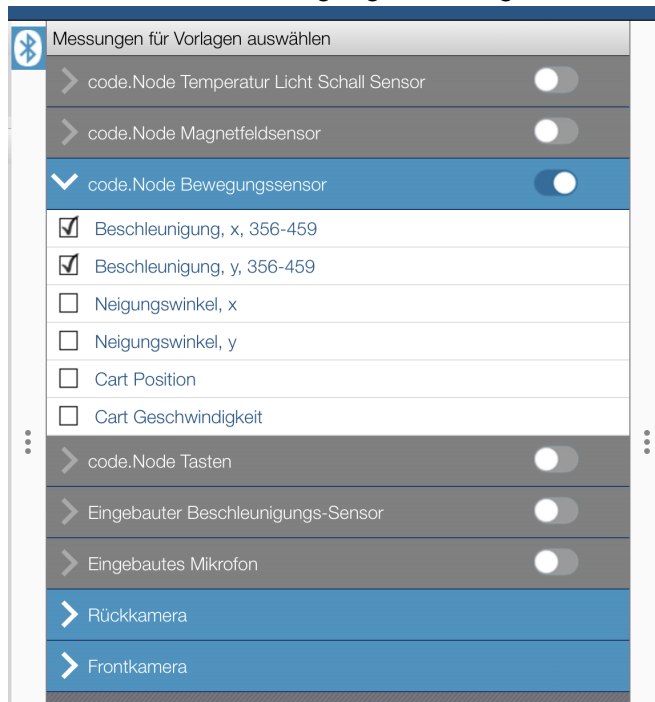 Messungen für Vorlagen auswählen
code.Node Temperatur Licht Schall Sensor
code.Node Magnetfeldsensor
code.Node Bewegungssensor
Beschleunigung, x, 356-459
Beschleunigung, y, 356-459
Neigungswinkel, x
Neigungswinkel, y
Cart Position
Cart Geschwindigkeit
code.Node Tasten
Eingebauter Beschleunigungs-Sensor
Eingebautes Mikrofon
Rückkamera
Frontkamera